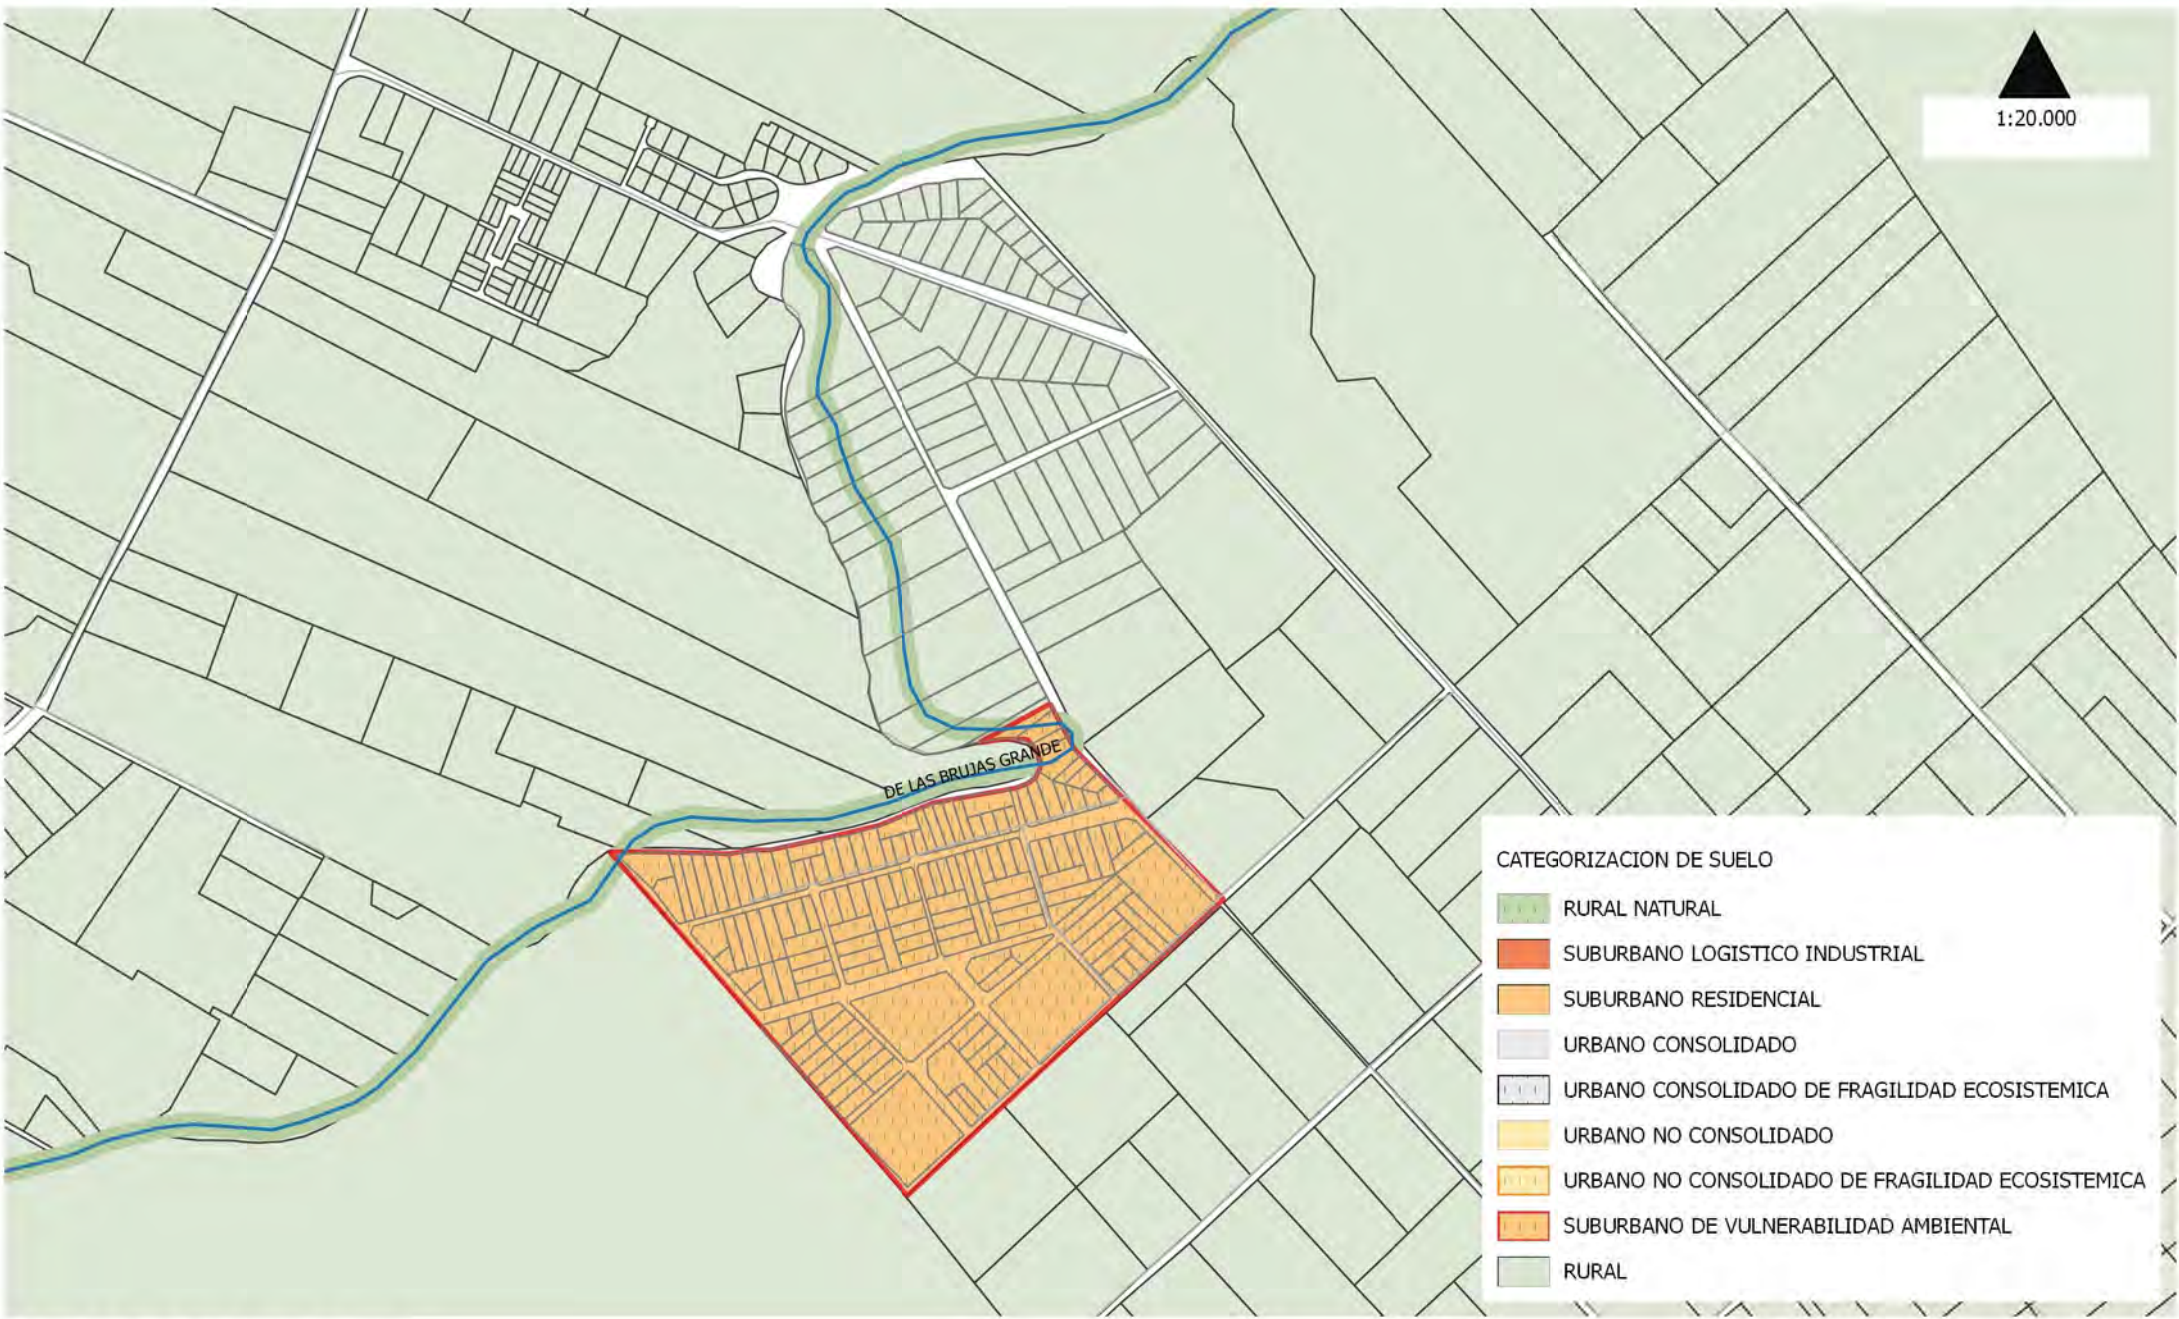 1:20.000
DE LAS BRUJAS GRANDE
CATEGORIZACION DE SUELO
RURAL NATURAL
SUBURBANO LOGISTICO INDUSTRIAL
SUBURBANO RESIDENCIAL
URBANO CONSOLIDADO
URBANO CONSOLIDADO DE FRAGILIDAD ECOSISTEMICA
URBANO NO CONSOLIDADO
URBANO NO CONSOLIDADO DE FRAGILIDAD ECOSISTEMICA
SUBURBANO DE VULNERABILIDAD AMBIENTAL
RURAL